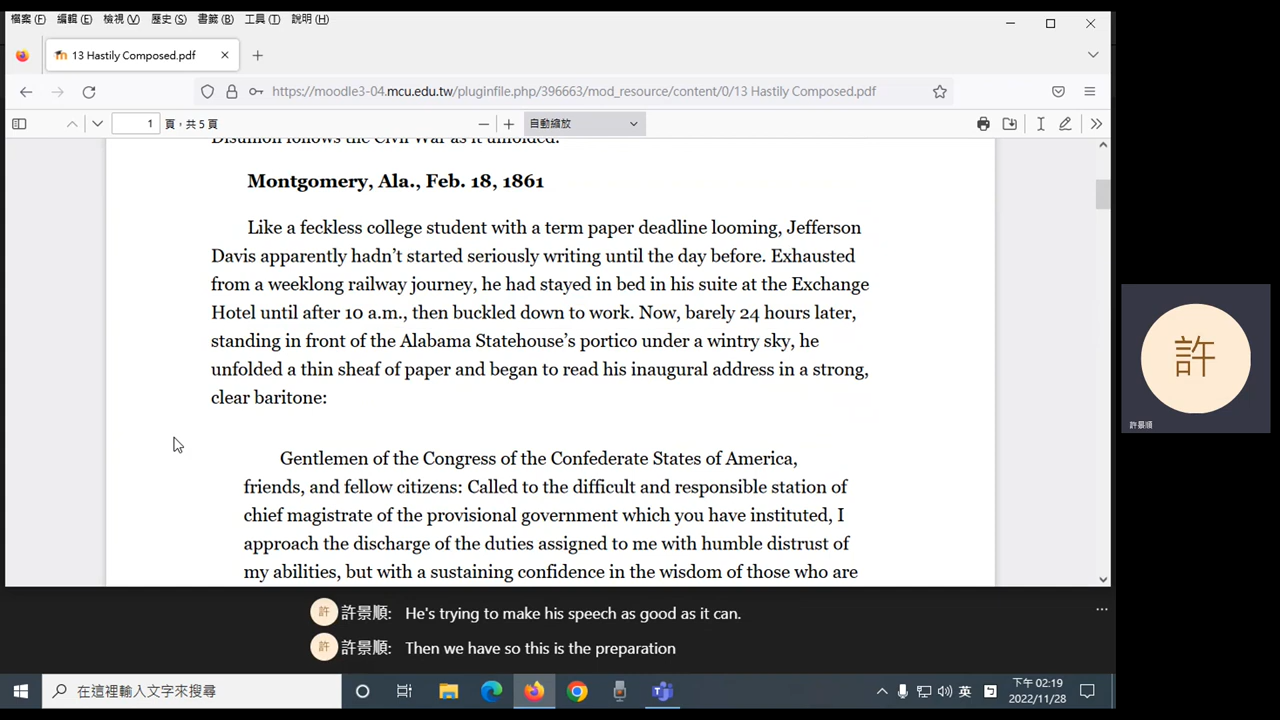 檔案(F) 編輯(E) 檢視(V) 歷史(S) 書籤(B) 工具(T) 說明(H)
13 Hastily Composed.pdf
https://moodle3-04.mcu.edu.tw/pluginfile.php/396663/mod_resource/content/0/13 Hastily Composed.pdf
1 頁，共 5 頁 自動縮放
Disunion follows the Civil War as it unfolded.
Montgomery, Ala., Feb. 18, 1861
Like a feckless college student with a term paper deadline looming, Jefferson
Davis apparently hadn’t started seriously writing until the day before. Exhausted
from a weeklong railway journey, he had stayed in bed in his suite at the Exchange
Hotel until after 10 a.m., then buckled down to work. Now, barely 24 hours later,
standing in front of the Alabama Statehouse’s portico under a wintry sky, he
unfolded a thin sheaf of paper and began to read his inaugural address in a strong,
clear baritone:
Gentlemen of the Congress of the Confederate States of America,
friends, and fellow citizens: Called to the difficult and responsible station of
chief magistrate of the provisional government which you have instituted, I
approach the discharge of the duties assigned to me with humble distrust of
my abilities, but with a sustaining confidence in the wisdom of those who are
許
許景順
許 許景順: He's trying to make his speech as good as it can.
許 許景順: Then we have so this is the preparation
在這裡輸入文字來搜尋
英
下午 02:19
2022/11/28